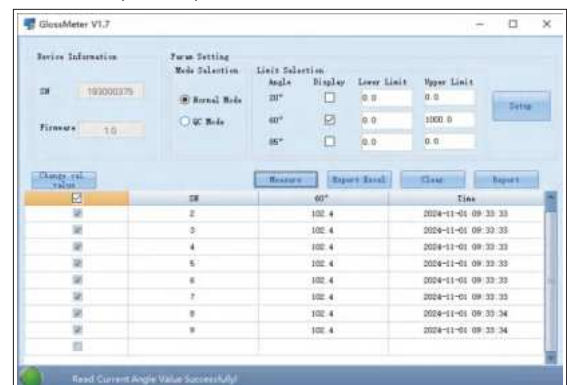 GlossMeter V1.7
Device Information
Param Setting
Mode Selection
Limit Selection
Angle Display Lower Limit Upper Limit
SN 193000375
Normal Mode
20° 0.0 0.0
Setup
QC Mode
60° 0.0 1000.0
Firmware 1.0
85° 0.0 0.0
Change cal. value
Measure Export Excel Clear Report
SN 60° Time
2 102.4 2024-11-01 09:33:33
3 102.4 2024-11-01 09:33:33
4 102.4 2024-11-01 09:33:33
5 102.4 2024-11-01 09:33:33
6 102.4 2024-11-01 09:33:33
7 102.4 2024-11-01 09:33:33
8 102.4 2024-11-01 09:33:34
9 102.4 2024-11-01 09:33:34
Read Current Angle Value Successfully!